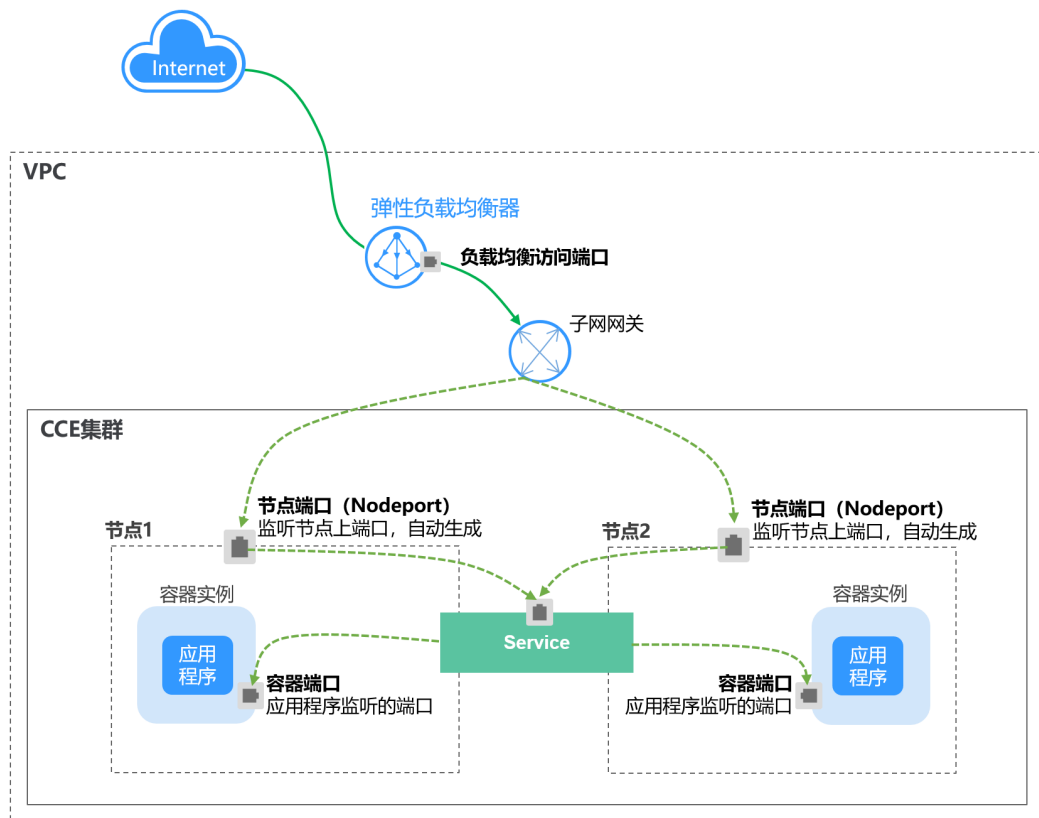 Internet
VPC
弹性负载均衡器
负载均衡访问端口
子网网关
CCE集群
节点端口（Nodeport）
监听节点上端口，自动生成
节点1
节点端口（Nodeport）
监听节点上端口，自动生成
节点2
容器实例
应用
程序
容器端口
应用程序监听的端口
Service
容器实例
应用
程序
容器端口
应用程序监听的端口